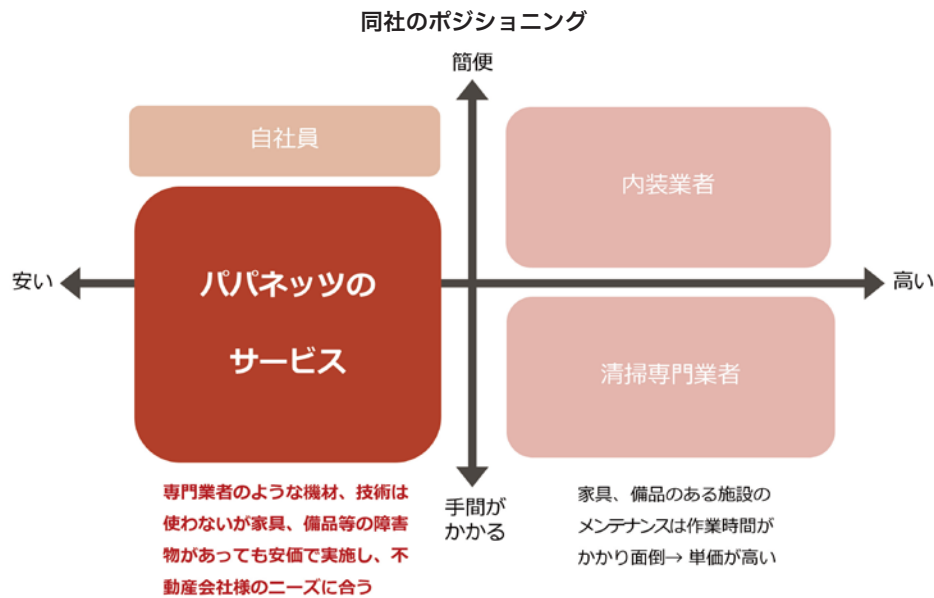 同社のポジショニング
簡便
自社員
内装業者
安い
パパネッツの
サービス
高い
清掃専門業者
手間が
かかる
専門業者のような機材、技術は
使わないが家具、備品等の障害
物があっても安価で実施し、不
動産会社様のニーズに合う
家具、備品のある施設の
メンテナンスは作業時間が
かかり面倒→ 単価が高い